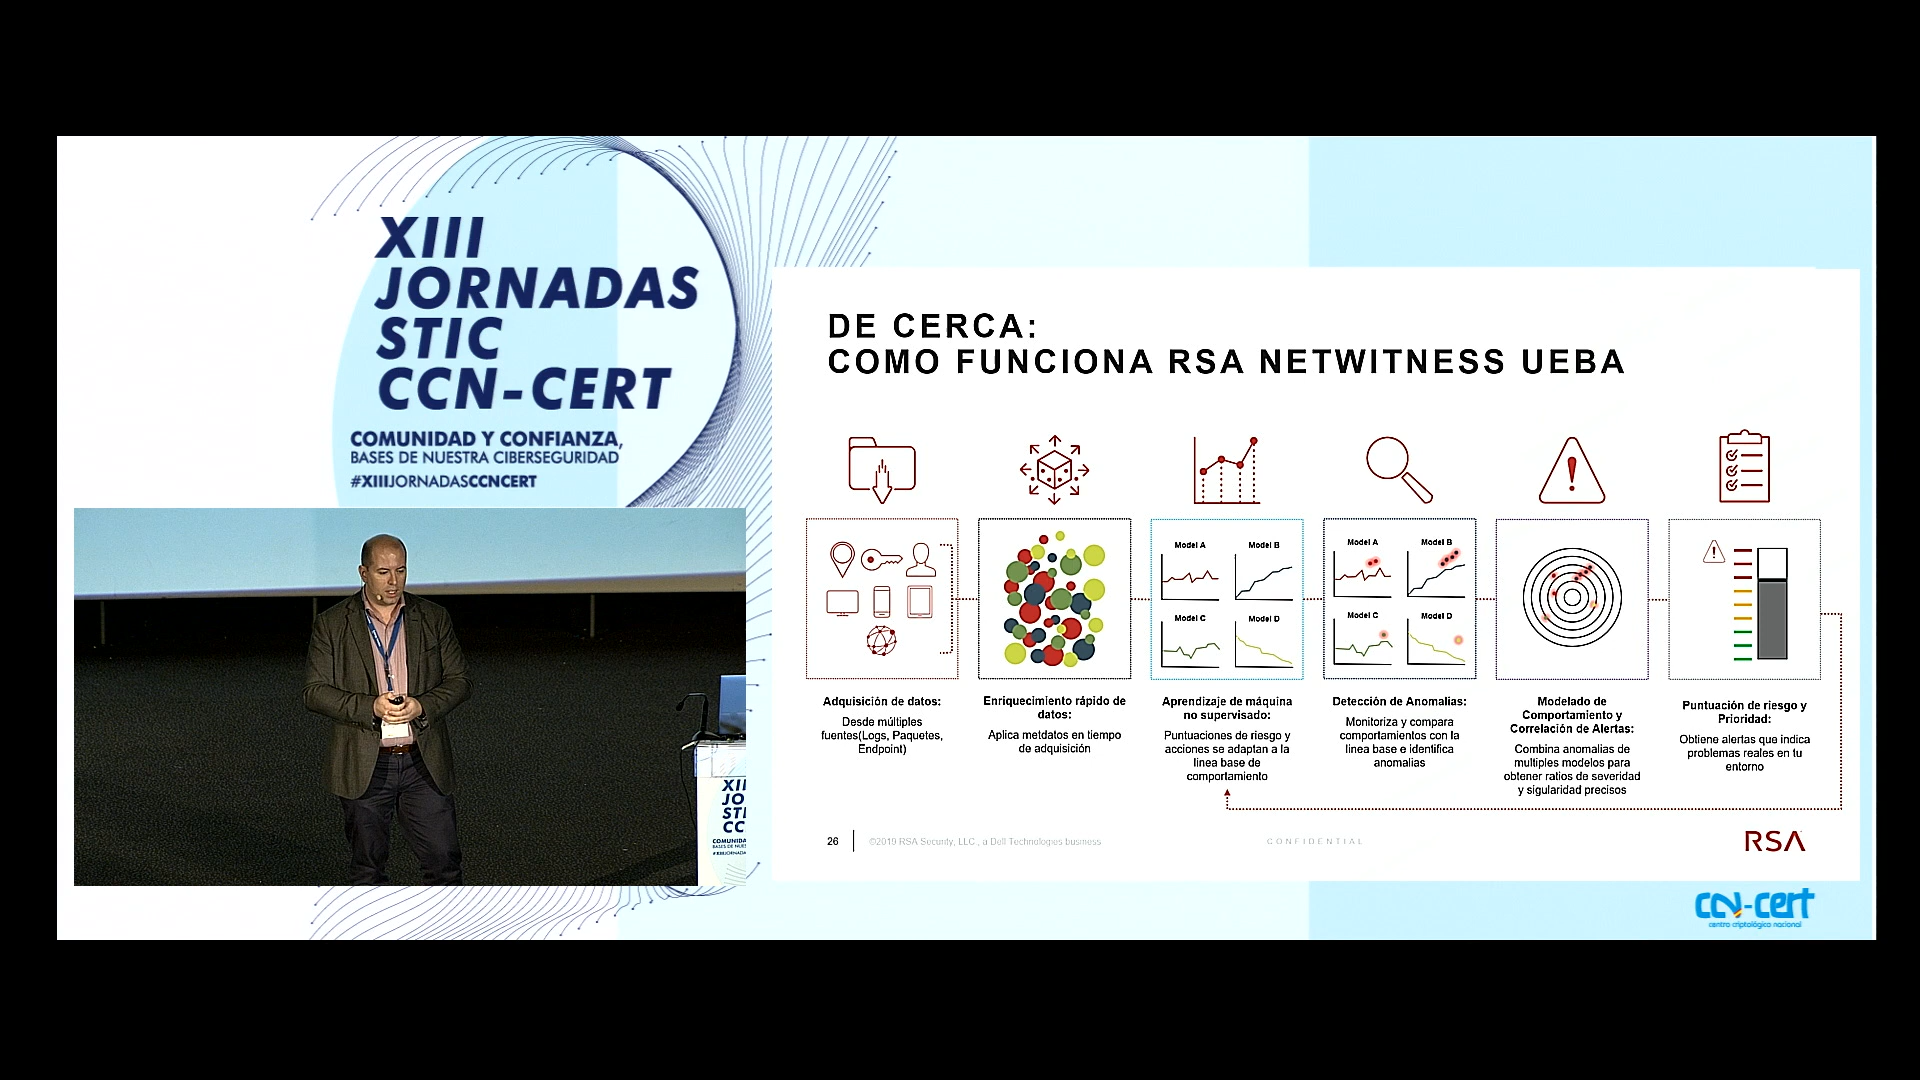 XIII
JORNADAS
STIC
CCN-CERT
COMUNIDAD Y CONFIANZA,
BASES DE NUESTRA CIBERSEGURIDAD
#XIIIJORNADASCCNCERT
DE CERCA:
COMO FUNCIONA RSA NETWITNESS UEBA
Model A
Model B
Model C
Model D
Model A
Model B
Model C
Model D
Adquisición de datos:
Desde múltiples
fuentes(Logs, Paquetes,
Endpoint)
Enriquecimiento rápido de
datos:
Aplica metdatos en tiempo
de adquisición
Aprendizaje de máquina
no supervisado:
Puntuaciones de riesgo y
acciones se adaptan a la
linea base de
comportamiento
Detección de Anomalias:
Monitoriza y compara
comportamientos con la
linea base e identifica
anomalias
Modelado de
Comportamiento y
Correlación de Alertas:
Combina anomalias de
multiples modelos para
obtener ratios de severidad
y sigularidad precisos
Puntuación de riesgo y
Prioridad:
Obtiene alertas que indica
problemas reales en tu
entorno
26
©2019 RSA Security, LLC., a Dell Technologies business
CONFIDENTIAL
RSA
XII
JO
STI
CC
COMUNIDA
BASES DE NUES
#XIIIJORNADA
ccn-cert
centro criptológico nacional